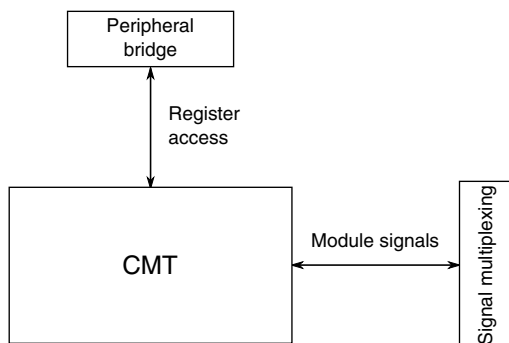 Peripheral
bridge
Register
access
CMT
Module signals
Signal multiplexing